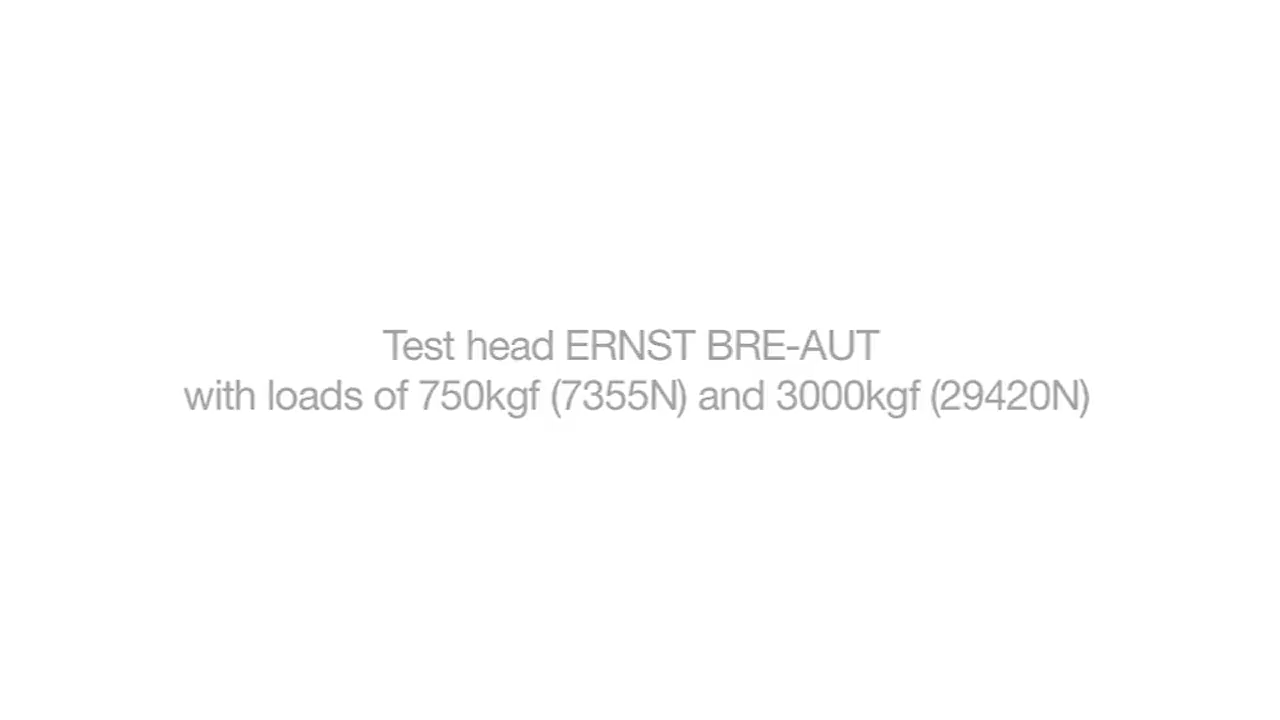 Test head ERNST BRE-AUT
with loads of 750kgf (7355N) and 3000kgf (29420N)